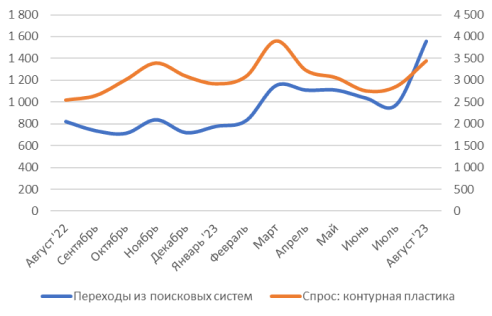 1 800 4 500
1 600 4 000
1 400 3 500
1 200 3 000
1 000 2 500
800 2 000
600 1 500
400 1 000
200 500
0 0
Август '22 Сентябрь Октябрь Ноябрь Декабрь Январь '23 Февраль Март Апрель Май Июнь Июль Август '23
Переходы из поисковых систем Спрос: контурная пластика